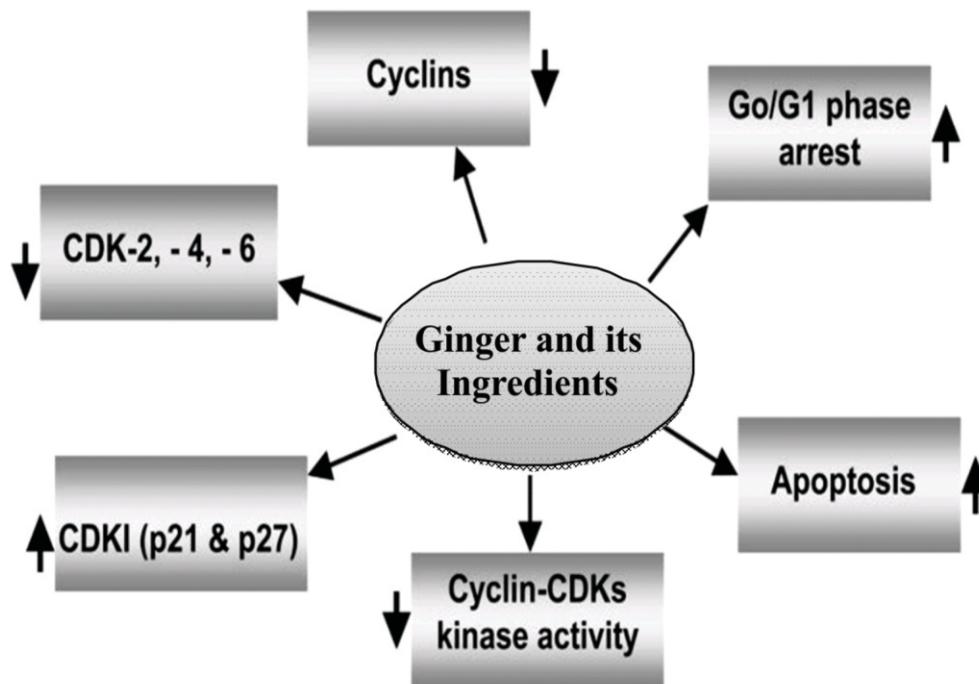 Cyclins
Go/G1 phase
arrest
CDK-2, - 4, - 6
Ginger and its
Ingredients
CDKI (p21 & p27)
Apoptosis
Cyclin-CDKs
kinase activity